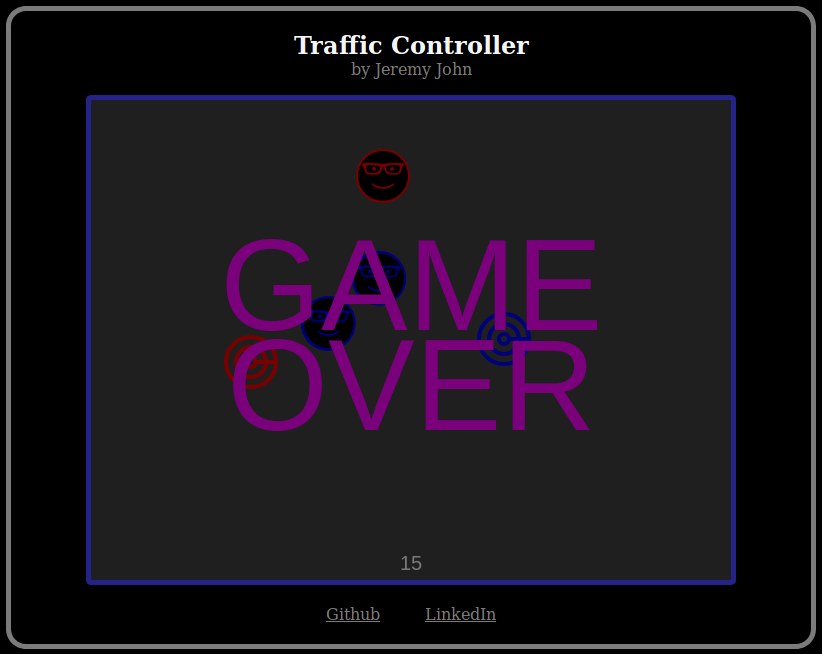 Traffic Controller
by Jeremy John
GAME
OVER
15
Github LinkedIn